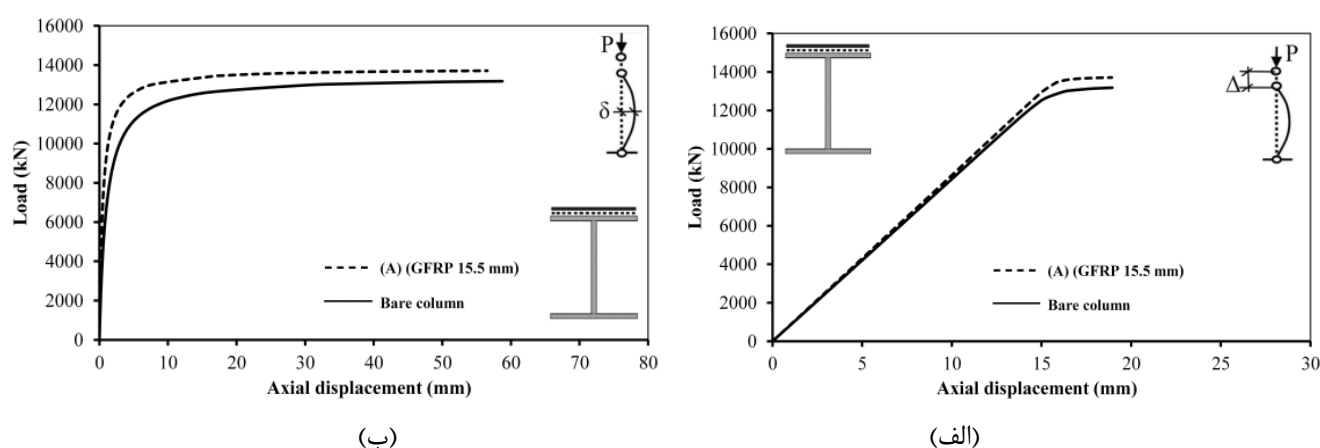 16000
14000
12000
10000
8000
6000
4000
2000
0
Load (kN)
P
δ
(A) (GFRP 15.5 mm)
Bare column
0 10 20 30 40 50 60 70 80
Axial displacement (mm)
(ب)
16000
14000
12000
10000
8000
6000
4000
2000
0
Load (kN)
P
Δ
(A) (GFRP 15.5 mm)
Bare column
0 5 10 15 20 25 30
Axial displacement (mm)
(الف)